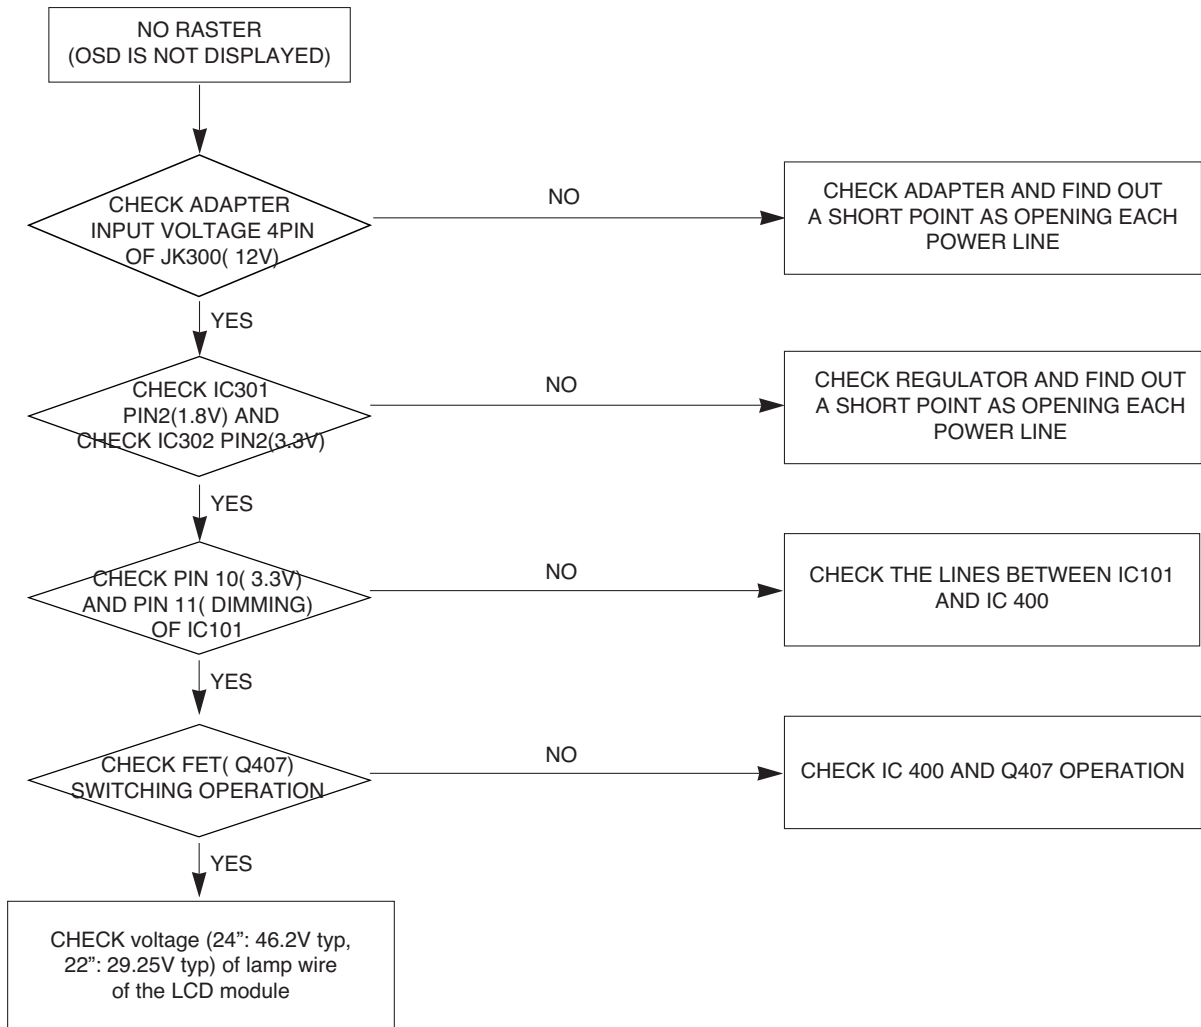 NO RASTER
(OSD IS NOT DISPLAYED)
CHECK ADAPTER
INPUT VOLTAGE 4PIN
OF JK300( 12V)
NO
CHECK ADAPTER AND FIND OUT
A SHORT POINT AS OPENING EACH
POWER LINE
YES
CHECK IC301
PIN2(1.8V) AND
CHECK IC302 PIN2(3.3V)
NO
CHECK REGULATOR AND FIND OUT
A SHORT POINT AS OPENING EACH
POWER LINE
YES
CHECK PIN 10( 3.3V)
AND PIN 11( DIMMING)
OF IC101
NO
CHECK THE LINES BETWEEN IC101
AND IC 400
YES
CHECK FET( Q407)
SWITCHING OPERATION
NO
CHECK IC 400 AND Q407 OPERATION
YES
CHECK voltage (24”: 46.2V typ,
22”: 29.25V typ) of lamp wire
of the LCD module